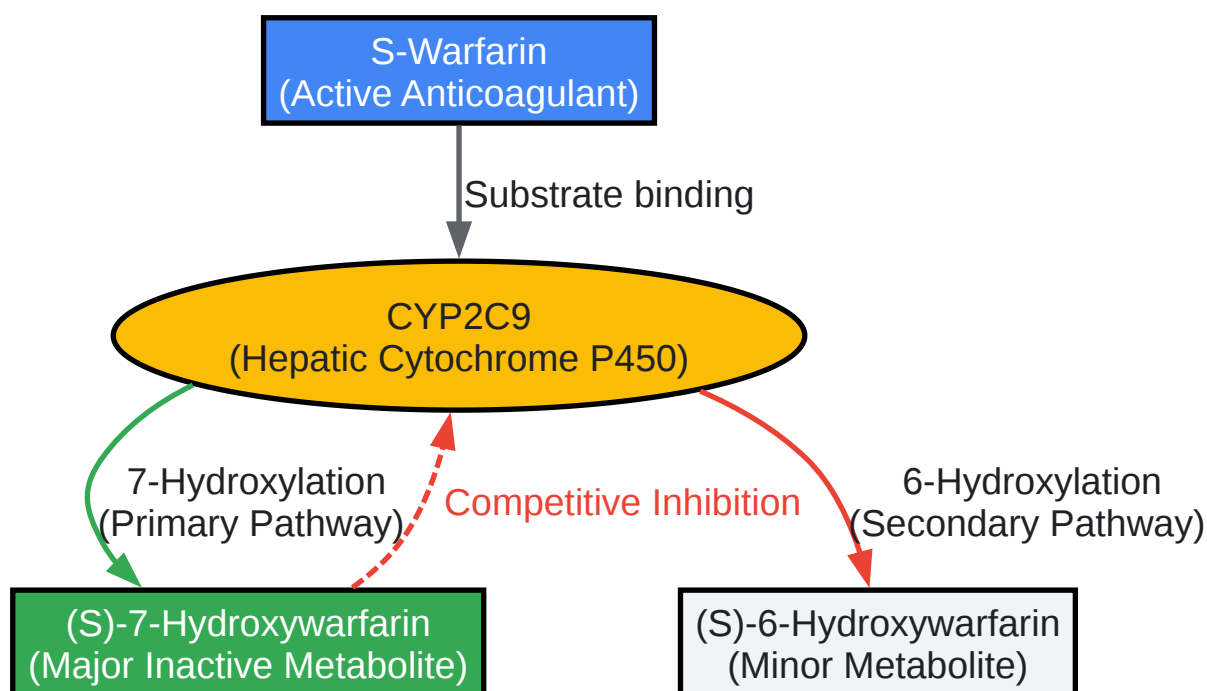 S-Warfarin
(Active Anticoagulant)
Substrate binding
CYP2C9
(Hepatic Cytochrome P450)
7-Hydroxylation
(Primary Pathway)
Competitive Inhibition
6-Hydroxylation
(Secondary Pathway)
(S)-7-Hydroxywarfarin
(Major Inactive Metabolite)
(S)-6-Hydroxywarfarin
(Minor Metabolite)